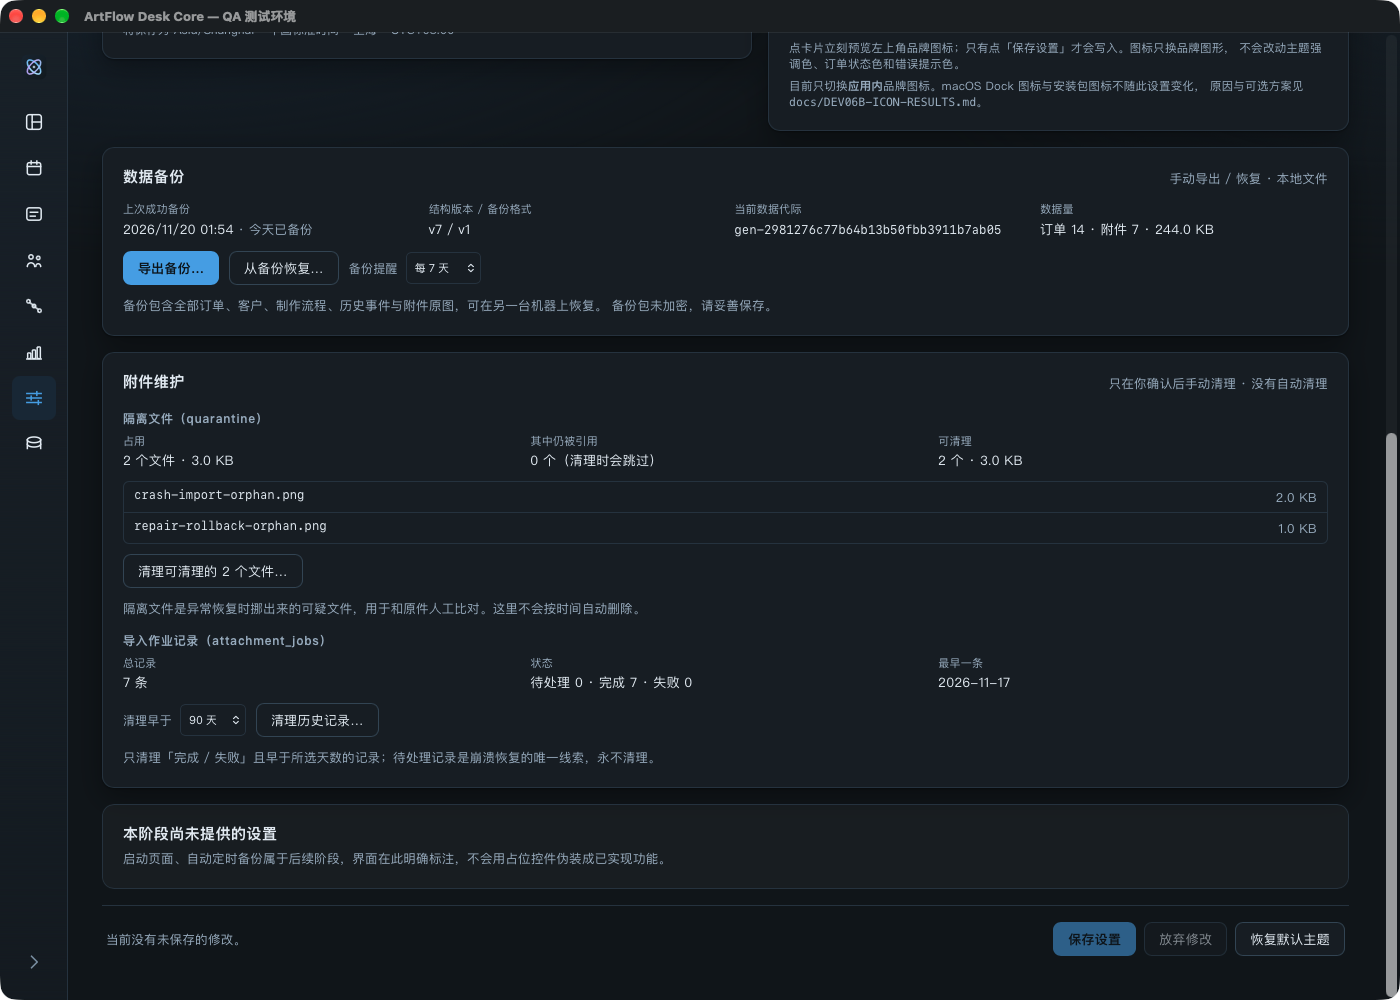 ArtFlow Desk Core — QA 测试环境
点卡片立刻预览左上角品牌图标；只有点「保存设置」才会写入。图标只换品牌图形， 不会改动主题强
调色、订单状态色和错误提示色。
目前只切换应用内品牌图标。macOS Dock 图标与安装包图标不随此设置变化， 原因与可选方案见
docs/DEV06B-ICON-RESULTS.md。
数据备份
手动导出 / 恢复 · 本地文件
上次成功备份
结构版本 / 备份格式
当前数据代际
数据量
2026/11/20 01:54 · 今天已备份
v7 / v1
gen-2981276c77b64b13b50fbb3911b7ab05
订单 14 · 附件 7 · 244.0 KB
导出备份…
从备份恢复…
备份提醒
每 7 天
备份包含全部订单、客户、制作流程、历史事件与附件原图，可在另一台机器上恢复。 备份包未加密，请妥善保存。
附件维护
只在你确认后手动清理 · 没有自动清理
隔离文件（quarantine）
占用
其中仍被引用
可清理
2 个文件 · 3.0 KB
0 个（清理时会跳过）
2 个 · 3.0 KB
crash-import-orphan.png
2.0 KB
repair-rollback-orphan.png
1.0 KB
清理可清理的 2 个文件…
隔离文件是异常恢复时挪出来的可疑文件，用于和原件人工比对。这里不会按时间自动删除。
导入作业记录（attachment_jobs）
总记录
状态
最早一条
7 条
待处理 0 · 完成 7 · 失败 0
2026-11-17
清理早于
90 天
清理历史记录…
只清理「完成 / 失败」且早于所选天数的记录；待处理记录是崩溃恢复的唯一线索，永不清理。
本阶段尚未提供的设置
启动页面、自动定时备份属于后续阶段，界面在此明确标注，不会用占位控件伪装成已实现功能。
当前没有未保存的修改。
保存设置
放弃修改
恢复默认主题